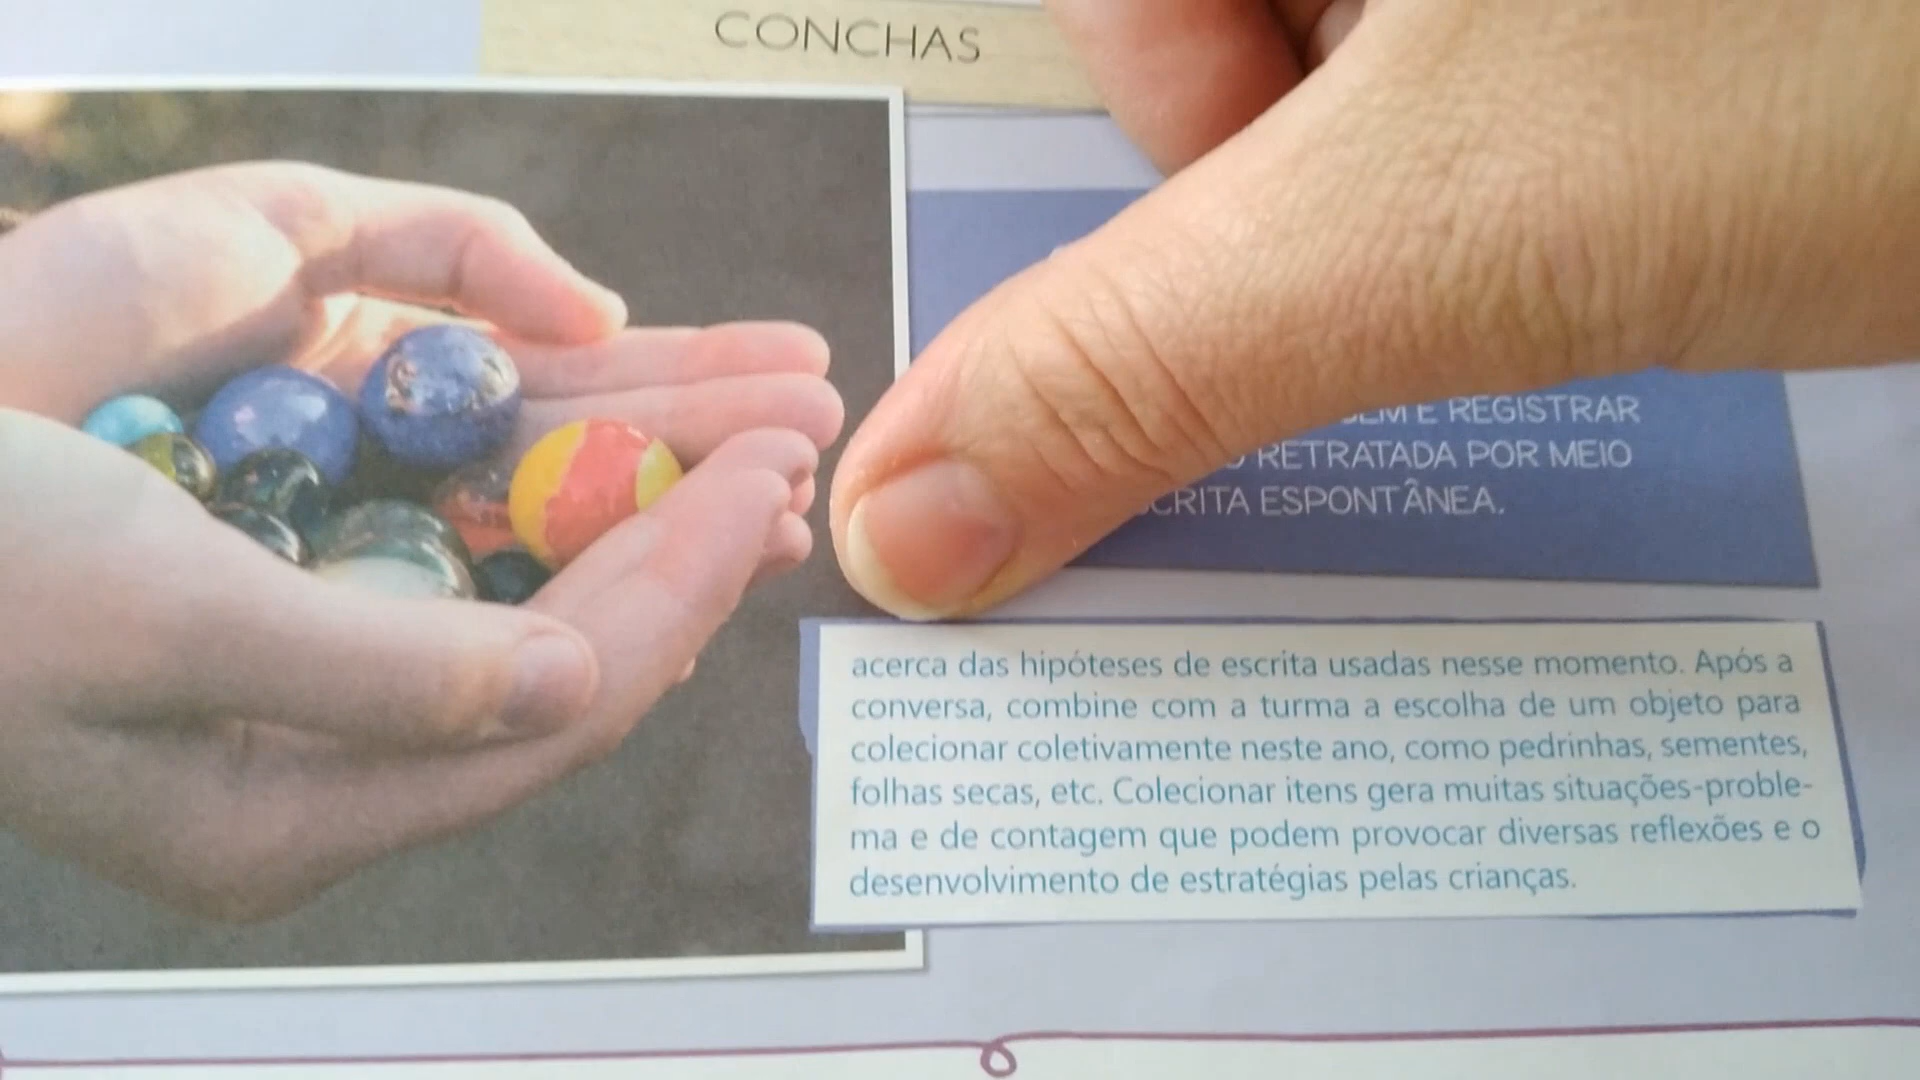 CONCHAS
E REGISTRAR
RETRATADA POR MEIO
ESPONTÂNEA.
acerca das hipóteses de escrita usadas nesse momento. Após a
conversa, combine com a turma a escolha de um objeto para
colecionar coletivamente neste ano, como pedrinhas, sementes,
folhas secas, etc. Colecionar itens gera muitas situações-proble-
ma e de contagem que podem provocar diversas reflexões e o
desenvolvimento de estratégias pelas crianças.